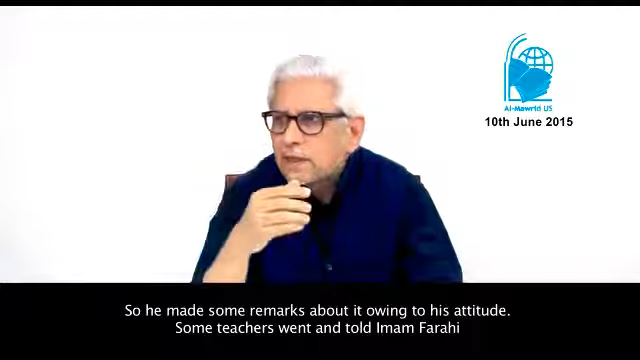 Al-Mawrid US
10th June 2015
So he made some remarks about it owing to his attitude.
Some teachers went and told Imam Farahi